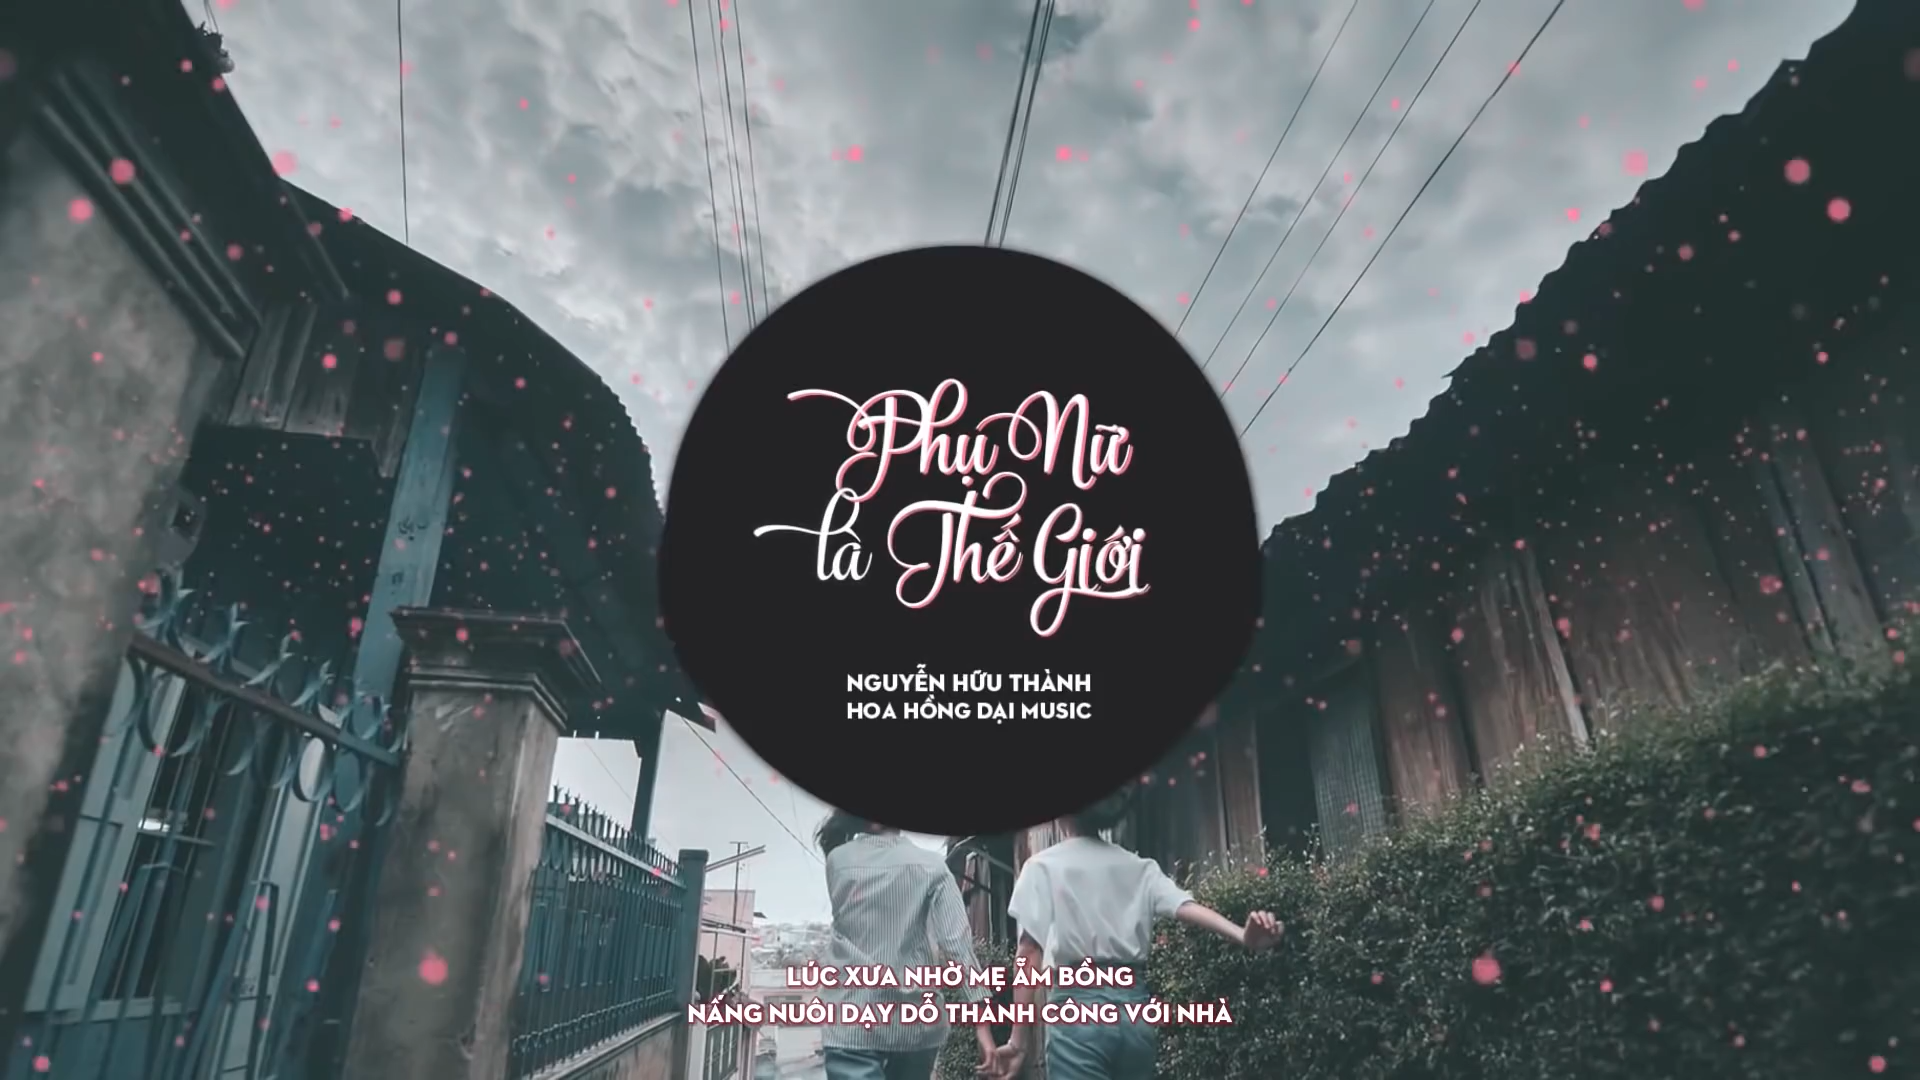 Phụ Nữ
là Thế Giới
NGUYỄN HỮU THÀNH
HOA HỒNG DẠI MUSIC
LÚC XƯA NHỜ MẸ ẴM BỒNG
NẤNG NUÔI DẠY DỖ THÀNH CÔNG VỚI NHÀ